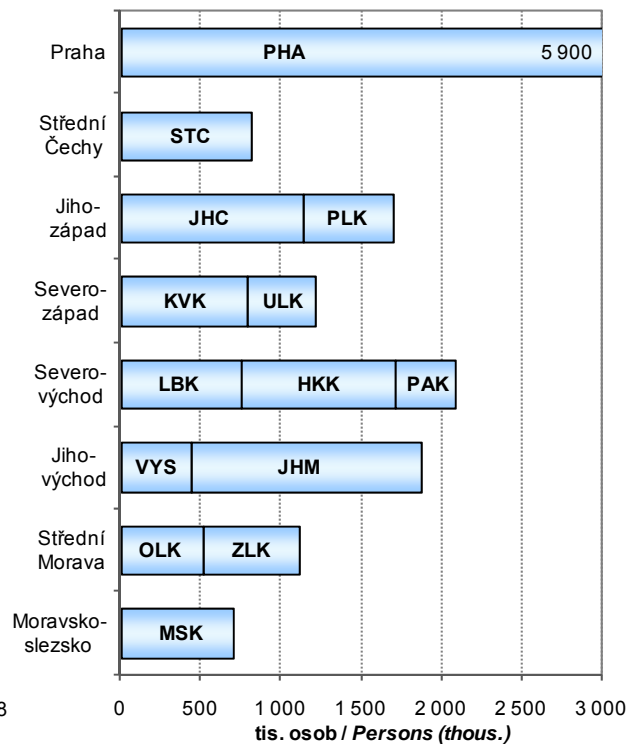 Praha PHA 5 900
Střední
Čechy
STC
Jiho-
západ
JHC PLK
Severo-
západ
KVK ULK
Severo-
východ
LBK HKK PAK
Jiho-
východ
VYS JHM
Střední
Morava
OLK ZLK
Moravsko-
slezsko
MSK
8 0 500 1 000 1 500 2 000 2 500 3 000
tis. osob / Persons (thous.)